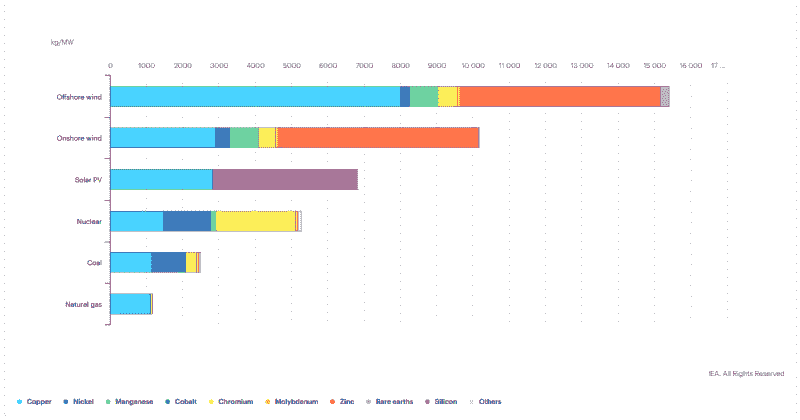 kg/MW
0 1000 2000 3000 4000 5000 6000 7000 8000 9000 10 000 11 000 12 000 13 000 14 000 15 000 16 000 17 ...
Offshore wind
Onshore wind
Solar PV
Nuclear
Coal
Natural gas
IEA. All Rights Reserved
Copper Nickel Manganese Cobalt Chromium Molybdenum Zinc Rare earths Silicon Others